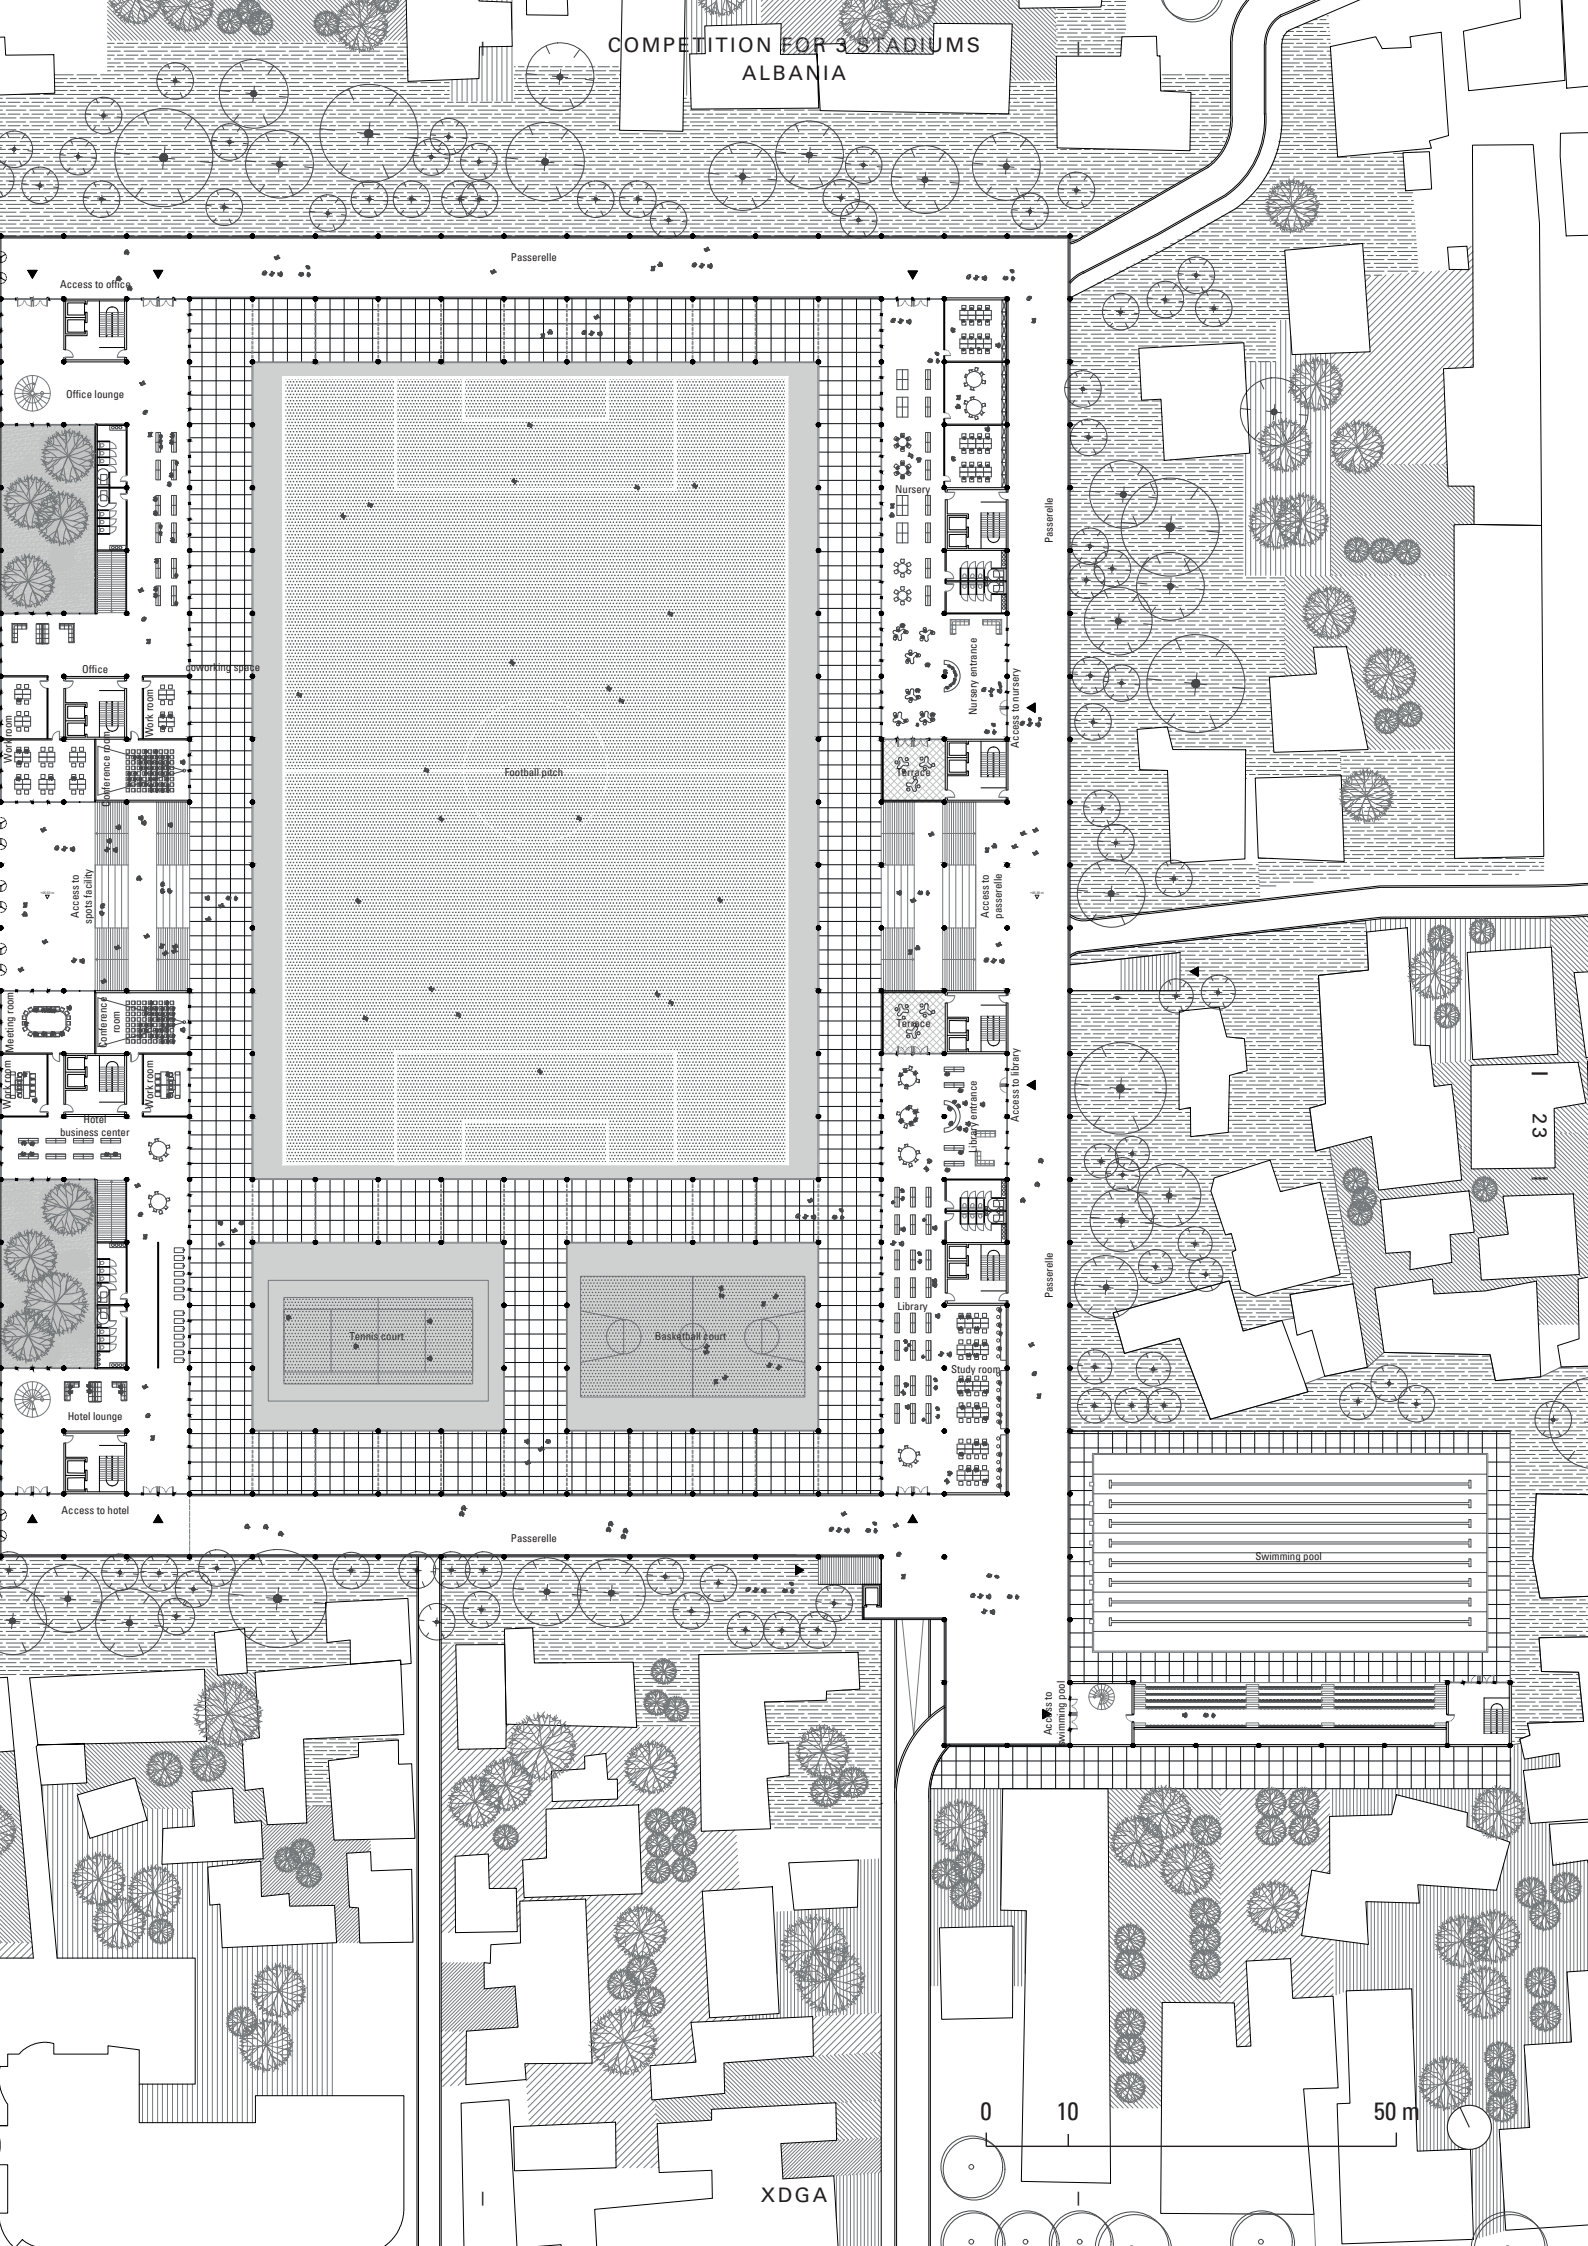 COMPETITION FOR 3 STADIUMS
ALBANIA
Passerelle
Access to office
Office lounge
Nursery
Passerelle
Office
coworking space
Work room
Work room
Conference room
Nursery entrance
Access to nursery
Football pitch
Terrace
Access to
spots facility
Access to
passerelle
Meeting room
Conference
room
Terrace
Work room
Work room
Hotel
business center
Library entrance
Access to library
23
Passerelle
Library
Tennis court
Basketball court
Study room
Hotel lounge
Access to hotel
Passerelle
Swimming pool
Access to
swimming pool
0 10 50 m
XDGA